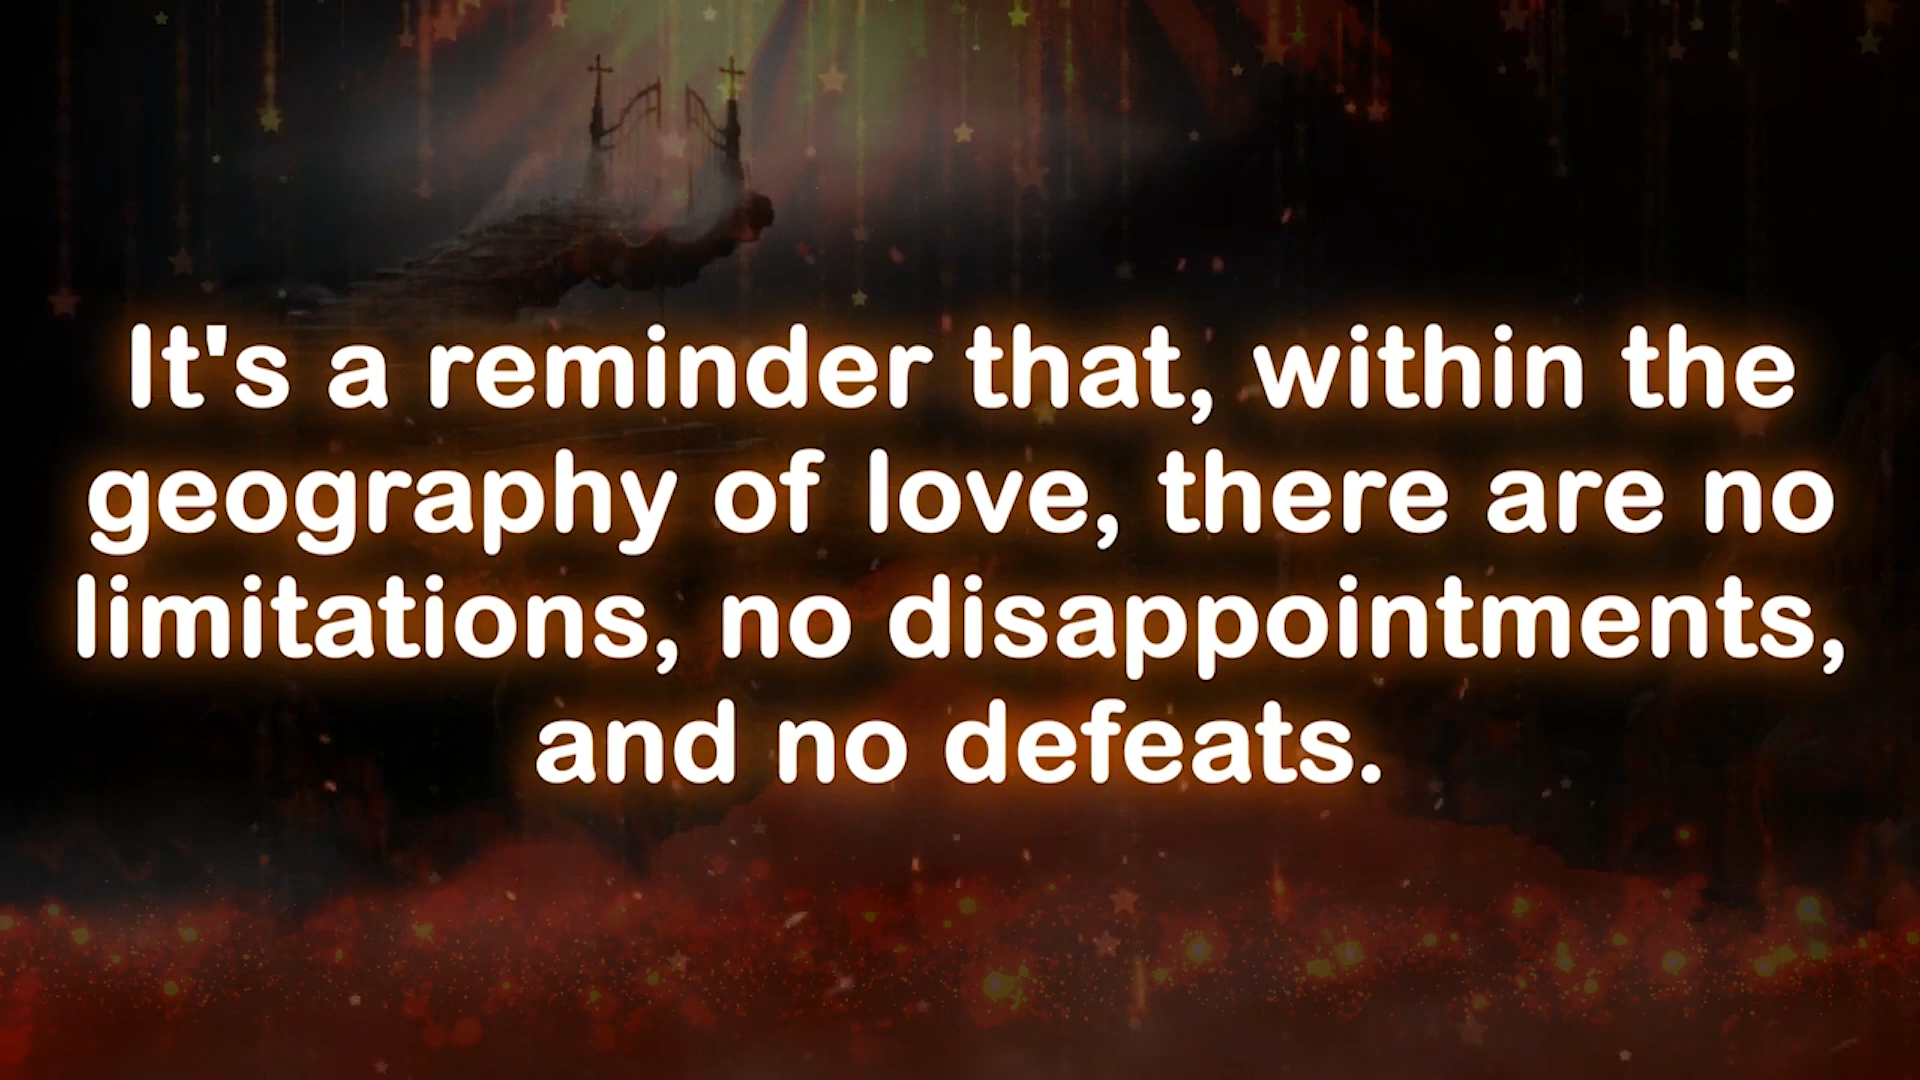 It's a reminder that, within the
geography of love, there are no
limitations, no disappointments,
and no defeats.